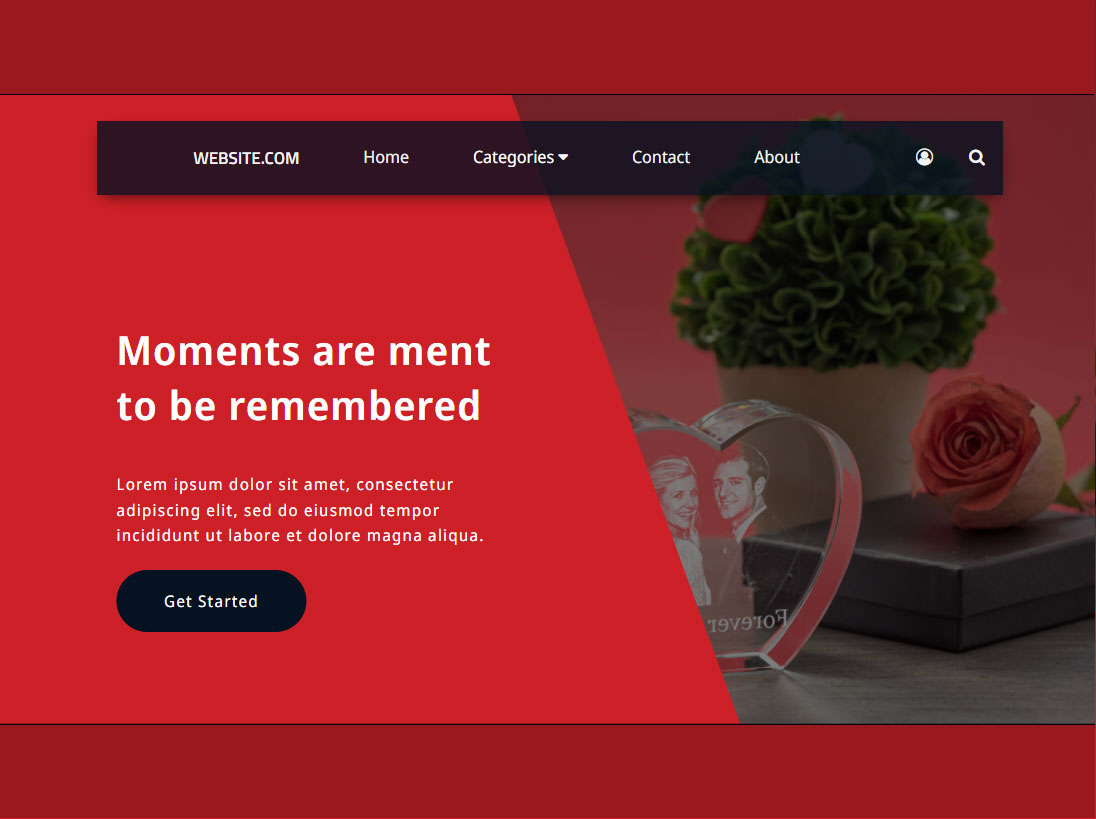 WEBSITE.COM Home Categories Contact About
Moments are ment
to be remembered
Lorem ipsum dolor sit amet, consectetur
adipiscing elit, sed do eiusmod tempor
incididunt ut labore et dolore magna aliqua.
Get Started
Forever